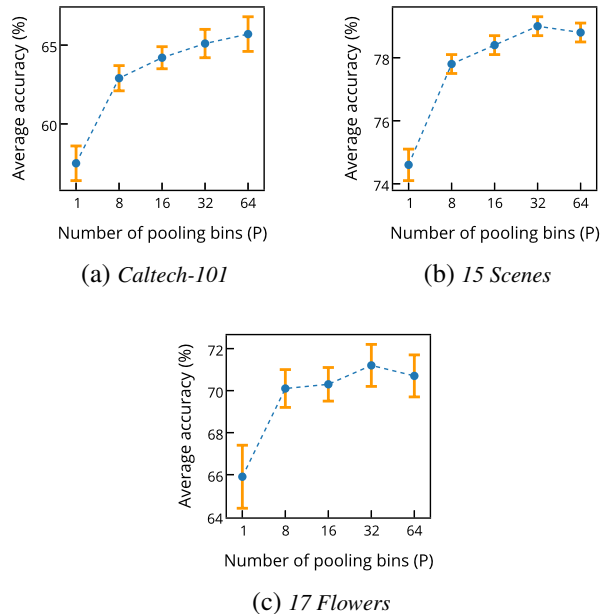 Average accuracy (%)
65
60
1 8 16 32 64
Number of pooling bins (P)
(a) Caltech-101
Average accuracy (%)
78
76
74
1 8 16 32 64
Number of pooling bins (P)
(b) 15 Scenes
Average accuracy (%)
72
70
68
66
64
1 8 16 32 64
Number of pooling bins (P)
(c) 17 Flowers